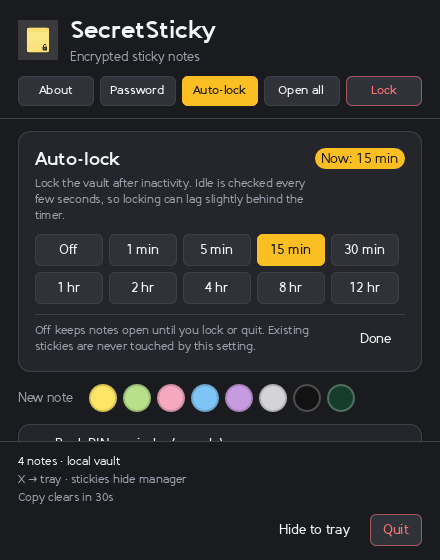 SecretSticky
Encrypted sticky notes
About
Password
Auto-lock
Open all
Lock
Auto-lock
Now: 15 min
Lock the vault after inactivity. Idle is checked every
few seconds, so locking can lag slightly behind the
timer.
Off
1 min
5 min
15 min
30 min
1 hr
2 hr
4 hr
8 hr
12 hr
Off keeps notes open until you lock or quit. Existing
stickies are never touched by this setting.
Done
New note
4 notes · local vault
X → tray · stickies hide manager
Copy clears in 30s
Hide to tray
Quit